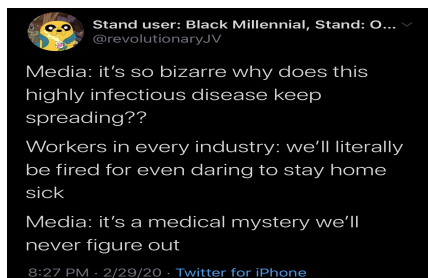 Stand user: Black Millennial, Stand: O...
@revolutionaryJV
Media: it's so bizarre why does this
highly infectious disease keep
spreading??
Workers in every industry: we'll literally
be fired for even daring to stay home
sick
Media: it's a medical mystery we'll
never figure out
8:27 PM · 2/29/20 · Twitter for iPhone